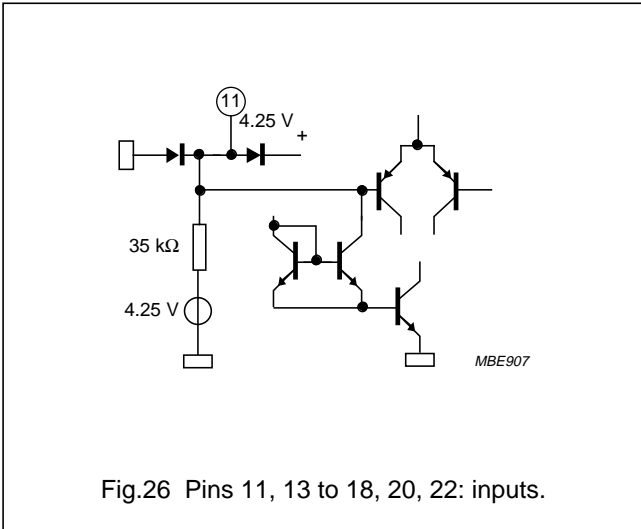 11
4.25 V
+
35 kΩ
4.25 V
MBE907
Fig.26 Pins 11, 13 to 18, 20, 22: inputs.